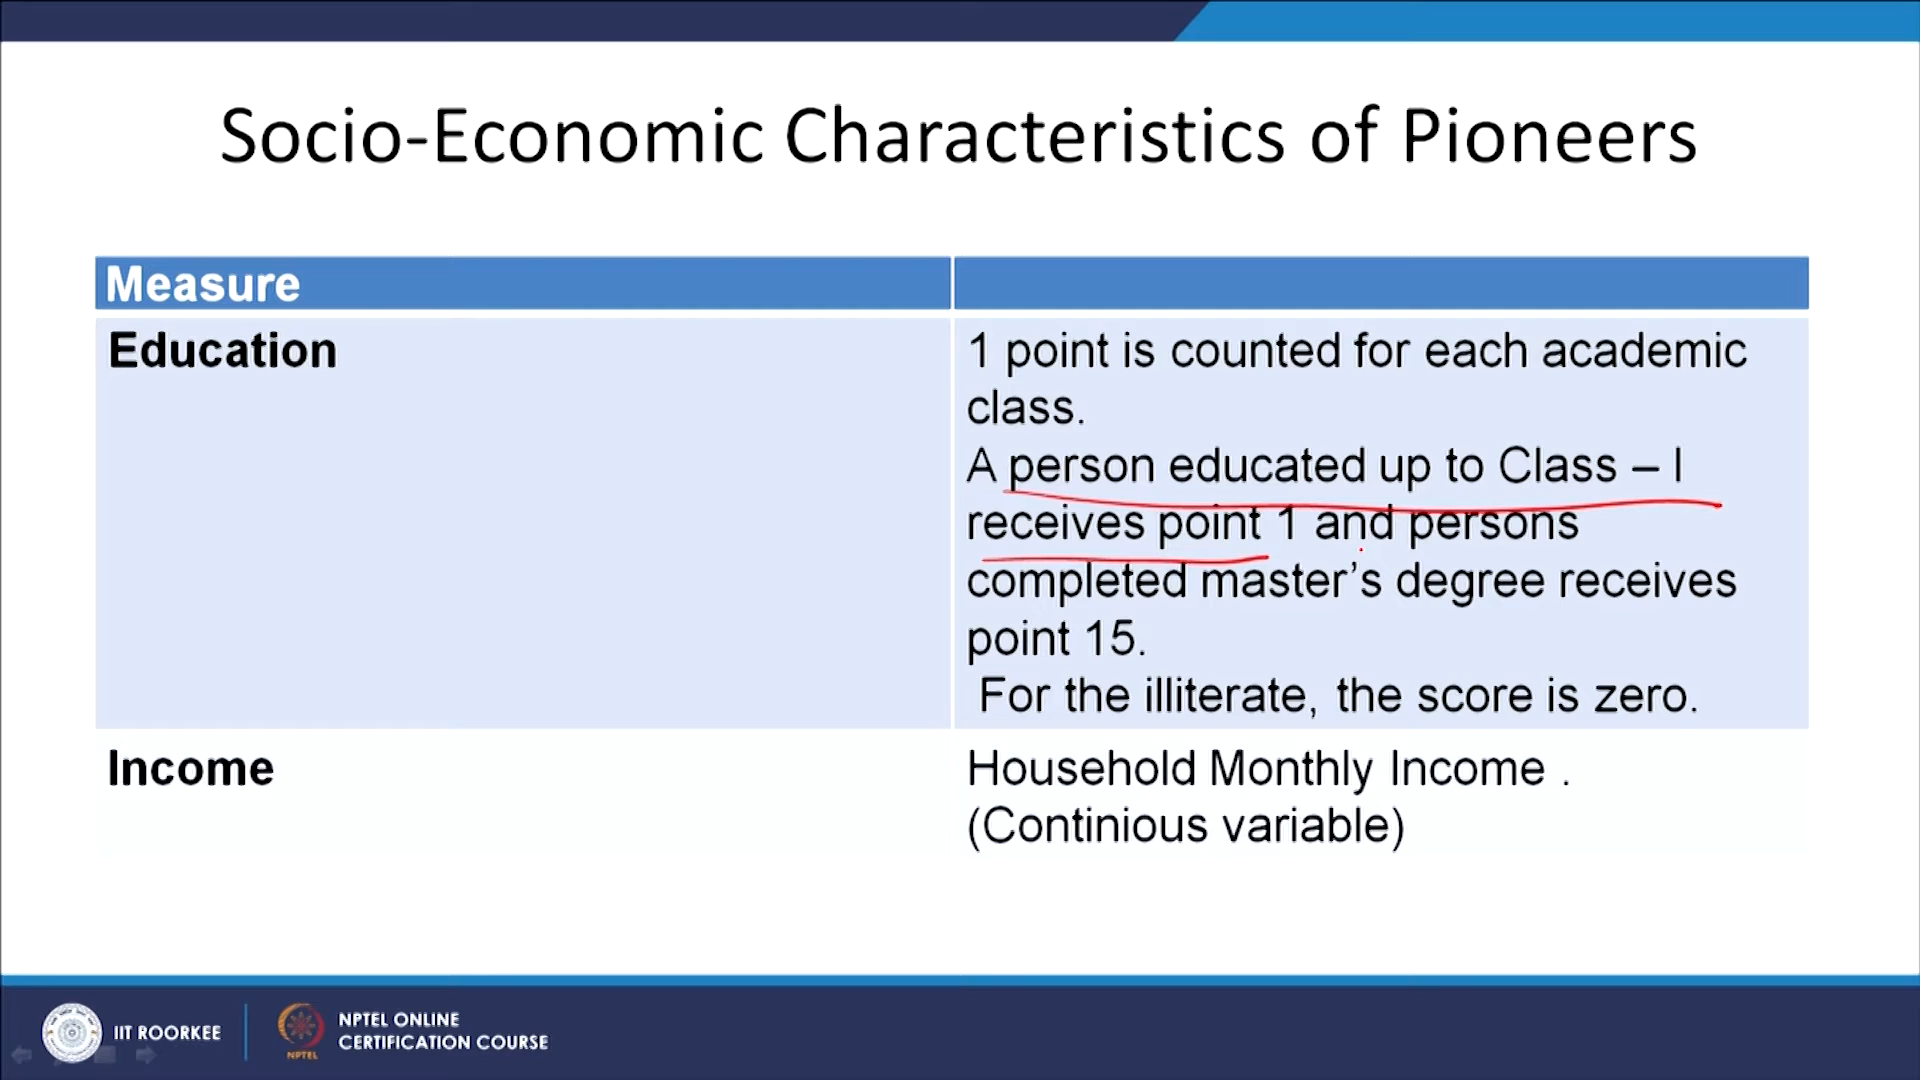 Socio-Economic Characteristics of Pioneers
Measure
Education
1 point is counted for each academic
class.
A person educated up to Class – I
receives point 1 and persons
completed master’s degree receives
point 15.
For the illiterate, the score is zero.
Income
Household Monthly Income .
(Continious variable)
IIT ROORKEE
NPTEL
NPTEL ONLINE
CERTIFICATION COURSE